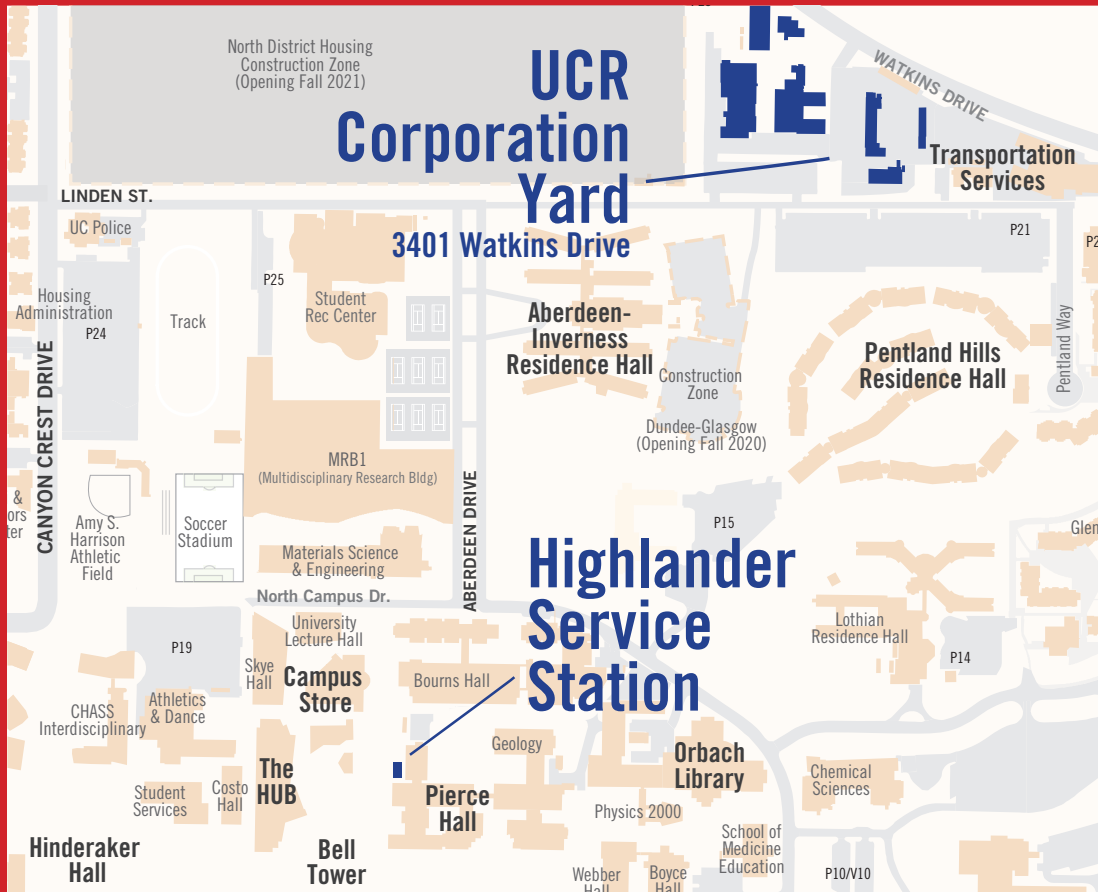 North District Housing
Construction Zone
(Opening Fall 2021)
UCR
Corporation
Yard
3401 Watkins Drive
WATKINS DRIVE
Transportation
Services
LINDEN ST.
UC Police
P21
P25
Housing
Administration
P24
Track
Student
Rec Center
Aberdeen-
Inverness
Residence Hall
Construction
Zone
Dundee-Glasgow
(Opening Fall 2020)
Pentland Hills
Residence Hall
Pentland Way
CANYON CREST DRIVE
MRB1
(Multidisciplinary Research Bldg)
&
Amy S.
Harrison
Athletic
Field
Soccer
Stadium
ABERDEEN DRIVE
P15
Materials Science
& Engineering
North Campus Dr.
Highlander
Service
Station
University
Lecture Hall
Lothian
Residence Hall
P14
P19
Skye
Hall
Campus
Store
Bourns Hall
CHASS
Interdisciplinary
Athletics
& Dance
Geology
Orbach
Library
The
HUB
Student
Services
Costo
Hall
Pierce
Hall
Physics 2000
Chemical
Sciences
School of
Medicine
Education
Hinderaker
Hall
Bell
Tower
Webber
Hall
Boyce
Hall
P10/V10